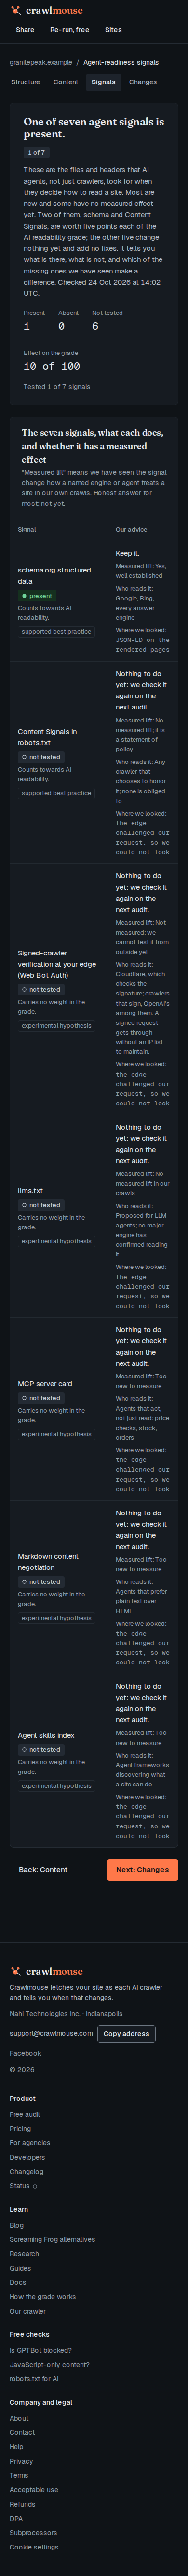 crawlmouse
Share Re-run, free Sites
granitepeak.example / Agent-readiness signals
Structure Content Signals Changes
One of seven agent signals is
present.
1 of 7
These are the files and headers that AI
agents, not just crawlers, look for when
they decide how to read a site. Most are
new and some have no measured effect
yet. Two of them, schema and Content
Signals, are worth five points each of the
AI readability grade; the other five change
nothing yet and add no fixes. It tells you
what is there, what is not, and which of the
missing ones we have seen make a
difference. Checked 24 Oct 2026 at 14:02
UTC.
Present Absent Not tested
1 0 6
Effect on the grade
10 of 100
Tested 1 of 7 signals
The seven signals, what each does,
and whether it has a measured
effect
"Measured lift" means we have seen the signal
change how a named engine or agent treats a
site in our own crawls. Honest answer for
most: not yet.
Signal Our advice
schema.org structured
data
present
Counts towards AI
readability.
supported best practice
Keep it.
Measured lift: Yes,
well established
Who reads it:
Google, Bing,
every answer
engine
Where we looked:
JSON-LD on the
rendered pages
Content Signals in
robots.txt
not tested
Counts towards AI
readability.
supported best practice
Nothing to do
yet: we check it
again on the
next audit.
Measured lift: No
measured lift; it is
a statement of
policy
Who reads it: Any
crawler that
chooses to honor
it; none is obliged
to
Where we looked:
the edge
challenged our
request, so we
could not look
Signed-crawler
verification at your edge
(Web Bot Auth)
not tested
Carries no weight in the
grade.
experimental hypothesis
Nothing to do
yet: we check it
again on the
next audit.
Measured lift: Not
measured: we
cannot test it from
outside yet
Who reads it:
Cloudflare, which
checks the
signature; crawlers
that sign, OpenAI's
among them. A
signed request
gets through
without an IP list
to maintain.
Where we looked:
the edge
challenged our
request, so we
could not look
llms.txt
not tested
Carries no weight in the
grade.
experimental hypothesis
Nothing to do
yet: we check it
again on the
next audit.
Measured lift: No
measured lift in our
crawls
Who reads it:
Proposed for LLM
agents; no major
engine has
confirmed reading
it
Where we looked:
the edge
challenged our
request, so we
could not look
MCP server card
not tested
Carries no weight in the
grade.
experimental hypothesis
Nothing to do
yet: we check it
again on the
next audit.
Measured lift: Too
new to measure
Who reads it:
Agents that act,
not just read: price
checks, stock,
orders
Where we looked:
the edge
challenged our
request, so we
could not look
Markdown content
negotiation
not tested
Carries no weight in the
grade.
experimental hypothesis
Nothing to do
yet: we check it
again on the
next audit.
Measured lift: Too
new to measure
Who reads it:
Agents that prefer
plain text over
HTML
Where we looked:
the edge
challenged our
request, so we
could not look
Agent skills index
not tested
Carries no weight in the
grade.
experimental hypothesis
Nothing to do
yet: we check it
again on the
next audit.
Measured lift: Too
new to measure
Who reads it:
Agent frameworks
discovering what
a site can do
Where we looked:
the edge
challenged our
request, so we
could not look
Back: Content Next: Changes
crawlmouse
Crawlmouse fetches your site as each AI crawler
and tells you when that changes.
Nahl Technologies Inc. · Indianapolis
support@crawlmouse.com Copy address
Facebook
© 2026
Product
Free audit
Pricing
For agencies
Developers
Changelog
Status
Learn
Blog
Screaming Frog alternatives
Research
Guides
Docs
How the grade works
Our crawler
Free checks
Is GPTBot blocked?
JavaScript-only content?
robots.txt for AI
Company and legal
About
Contact
Help
Privacy
Terms
Acceptable use
Refunds
DPA
Subprocessors
Cookie settings